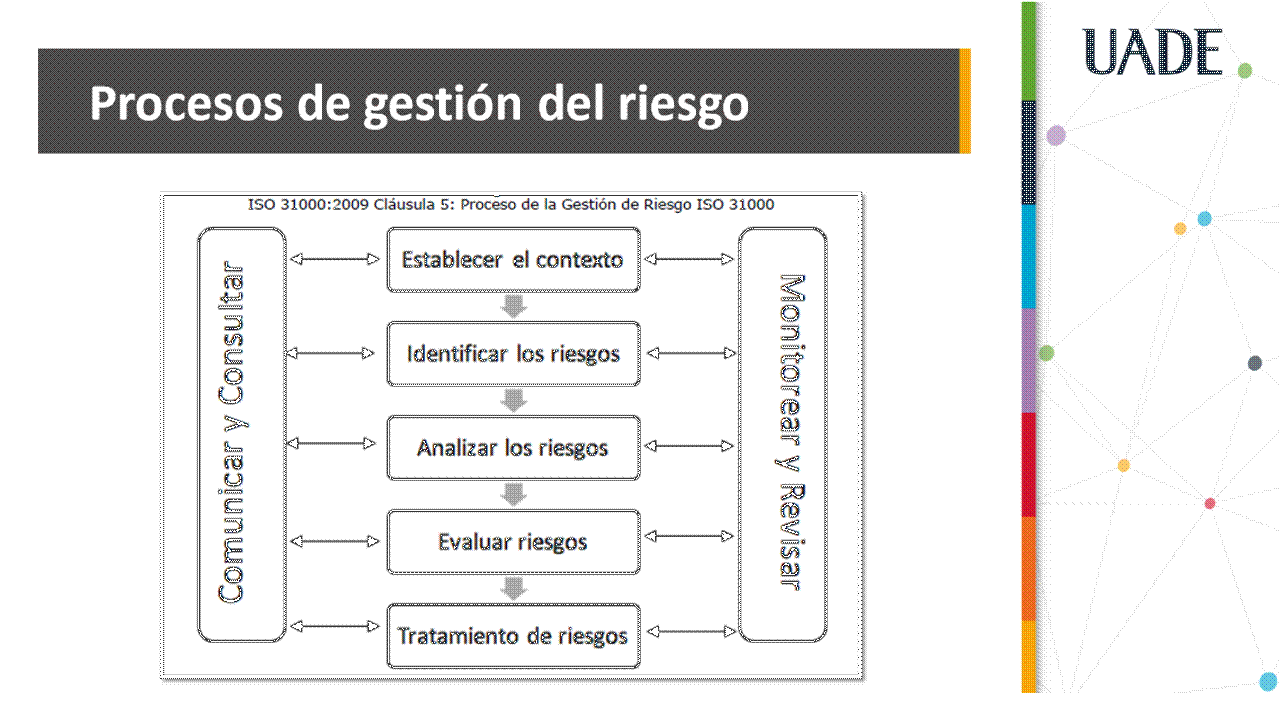 UADE
Procesos de gestión del riesgo
ISO 31000:2009 Cláusula 5: Proceso de la Gestión de Riesgo ISO 31000
Comunicar y Consultar
Establecer el contexto
Identificar los riesgos
Analizar los riesgos
Evaluar riesgos
Tratamiento de riesgos
Monitorear y Revisar